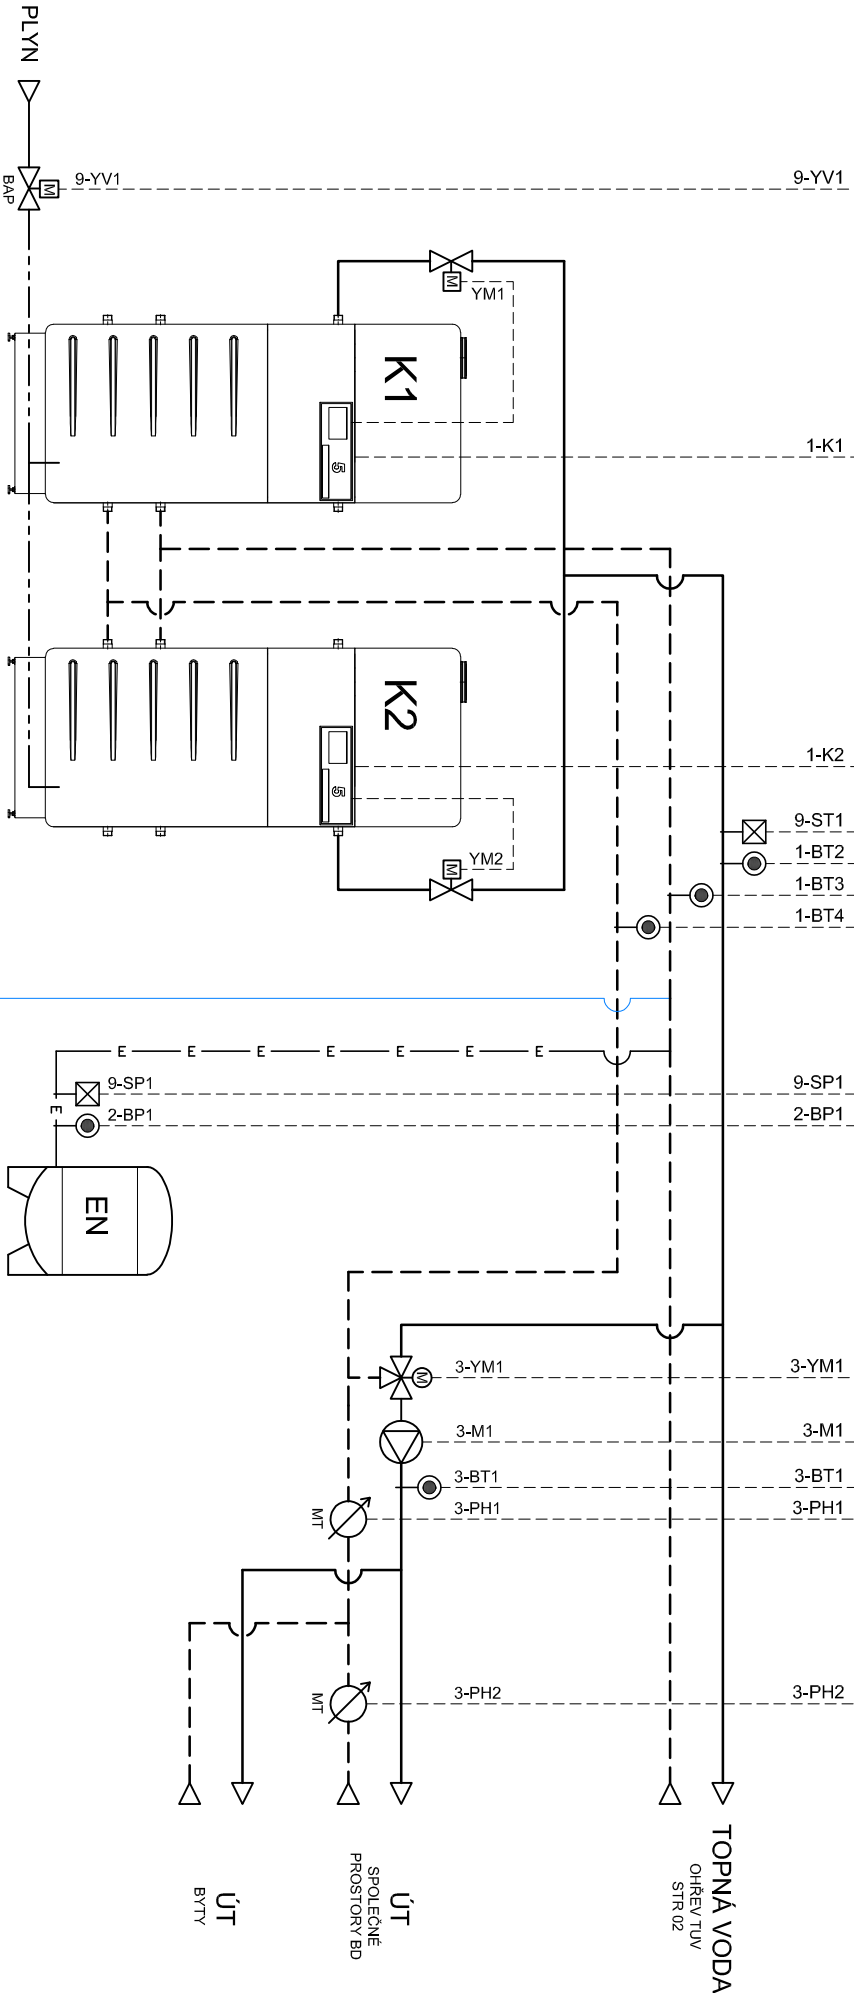 PLYN
BAP
M
9-YV1
9-YV1
M
YM1
K1
5
1-K1
K2
5
1-K2
M
YM2
9-ST1
1-BT2
1-BT3
1-BT4
E E E E E E E
E
9-SP1
9-SP1
2-BP1
2-BP1
EN
M
3-YM1
3-YM1
3-M1
3-M1
3-BT1
3-BT1
MT
3-PH1
3-PH1
MT
3-PH2
3-PH2
TOPNÁ VODA
OHŘEV TUV
STR 02
ÚT
SPOLEČNÉ
PROSTORY BD
ÚT
BYTY